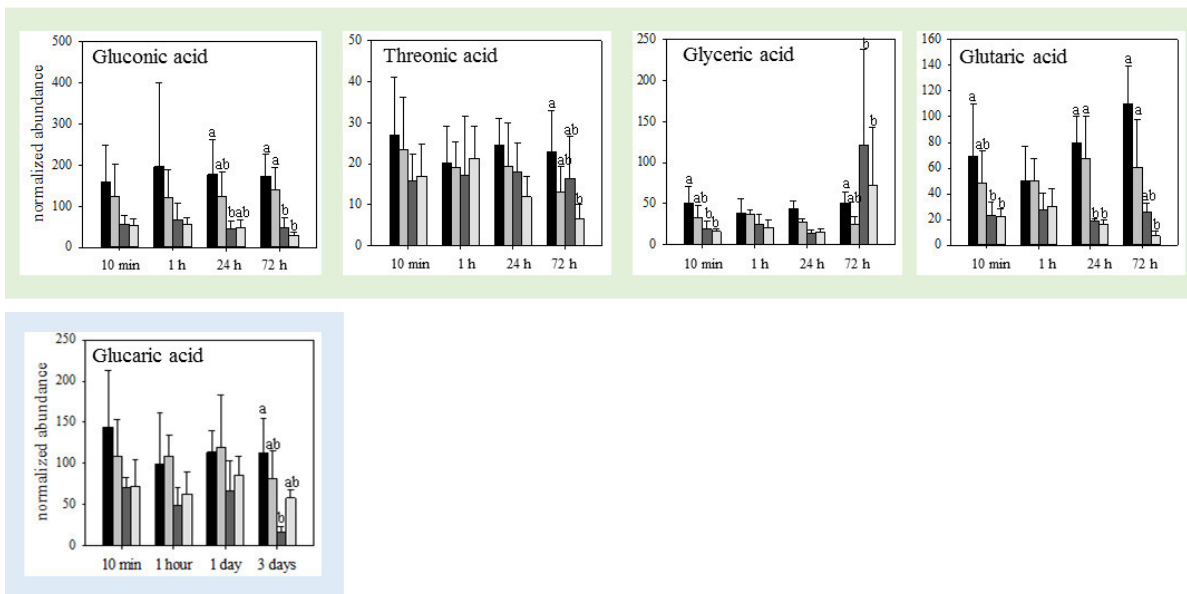 Gluconic acid
normalized abundance
500
400
300
200
100
0
a
ab
b
ab
a
a
b
b
10 min 1 h 24 h 72 h
Threonic acid
50
40
30
20
10
0
a
ab
ab
b
10 min 1 h 24 h 72 h
Glyceric acid
250
200
150
100
50
0
a
ab
b
b
a
ab
b
b
10 min 1 h 24 h 72 h
Glutaric acid
160
140
120
100
80
60
40
20
0
a
ab
b
b
a
a
b
b
a
a
ab
b
10 min 1 h 24 h 72 h
Glucaric acid
normalized abundance
250
200
150
100
50
0
a
ab
b
ab
10 min 1 hour 1 day 3 days